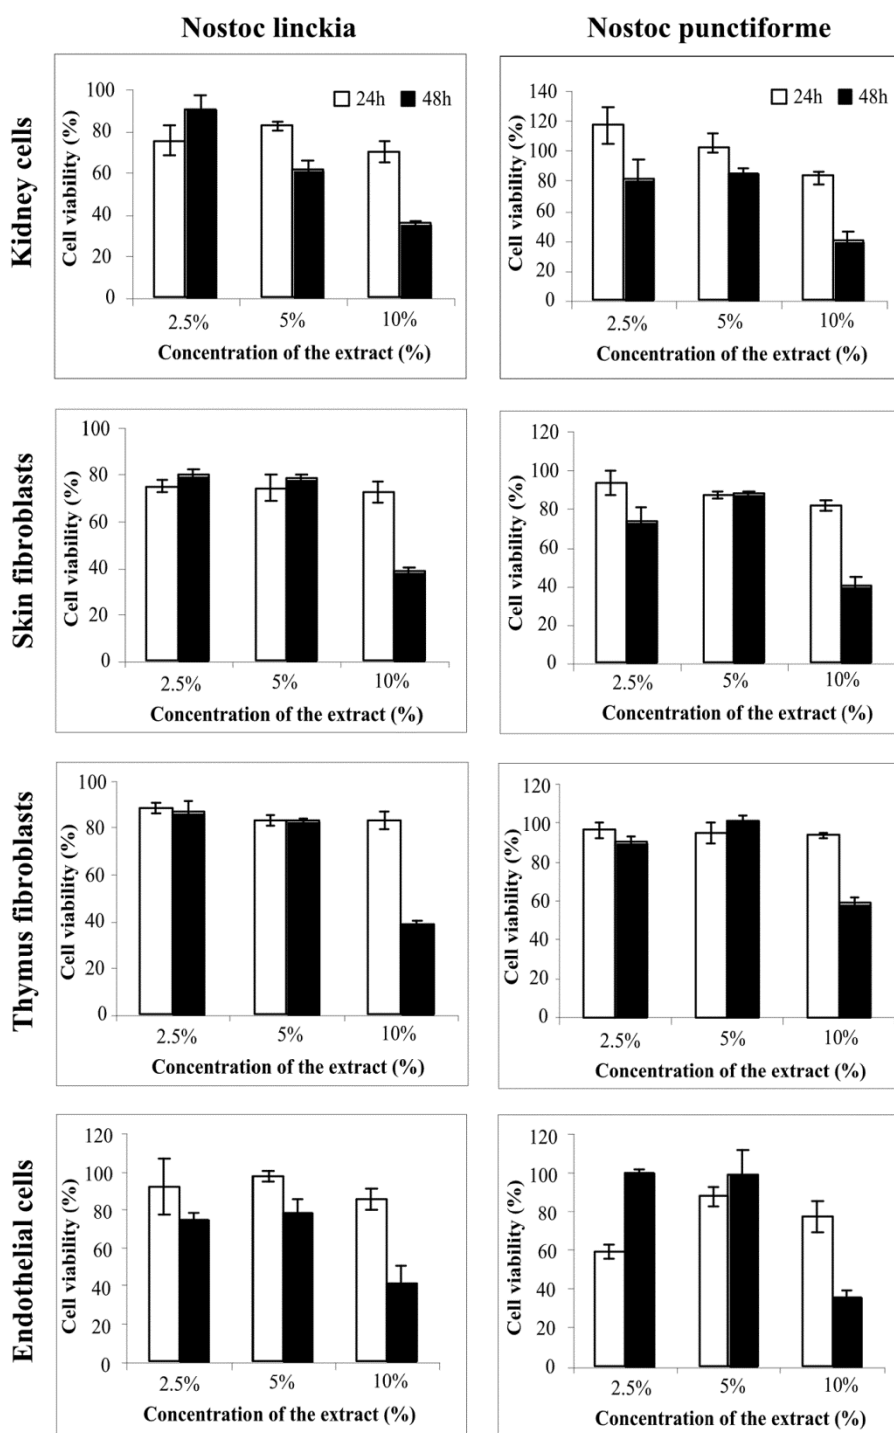 Nostoc linckia
Nostoc punctiforme
Kidney cells
Cell viability (%)
100
80
60
40
20
0
24h 48h
2.5% 5% 10%
Concentration of the extract (%)
Cell viability (%)
140
120
100
80
60
40
20
0
24h 48h
2.5% 5% 10%
Concentration of the extract (%)
Skin fibroblasts
Cell viability (%)
100
80
60
40
20
0
2.5% 5% 10%
Concentration of the extract (%)
Cell viability (%)
120
100
80
60
40
20
0
2.5% 5% 10%
Concentration of the extract (%)
Thymus fibroblasts
Cell viability (%)
100
80
60
40
20
0
2.5% 5% 10%
Concentration of the extract (%)
Cell viability (%)
120
100
80
60
40
20
0
2.5% 5% 10%
Concentration of the extract (%)
Endothelial cells
Cell viability (%)
120
100
80
60
40
20
0
2.5% 5% 10%
Concentration of the extract (%)
Cell viability (%)
120
100
80
60
40
20
0
2.5% 5% 10%
Concentration of the extract (%)